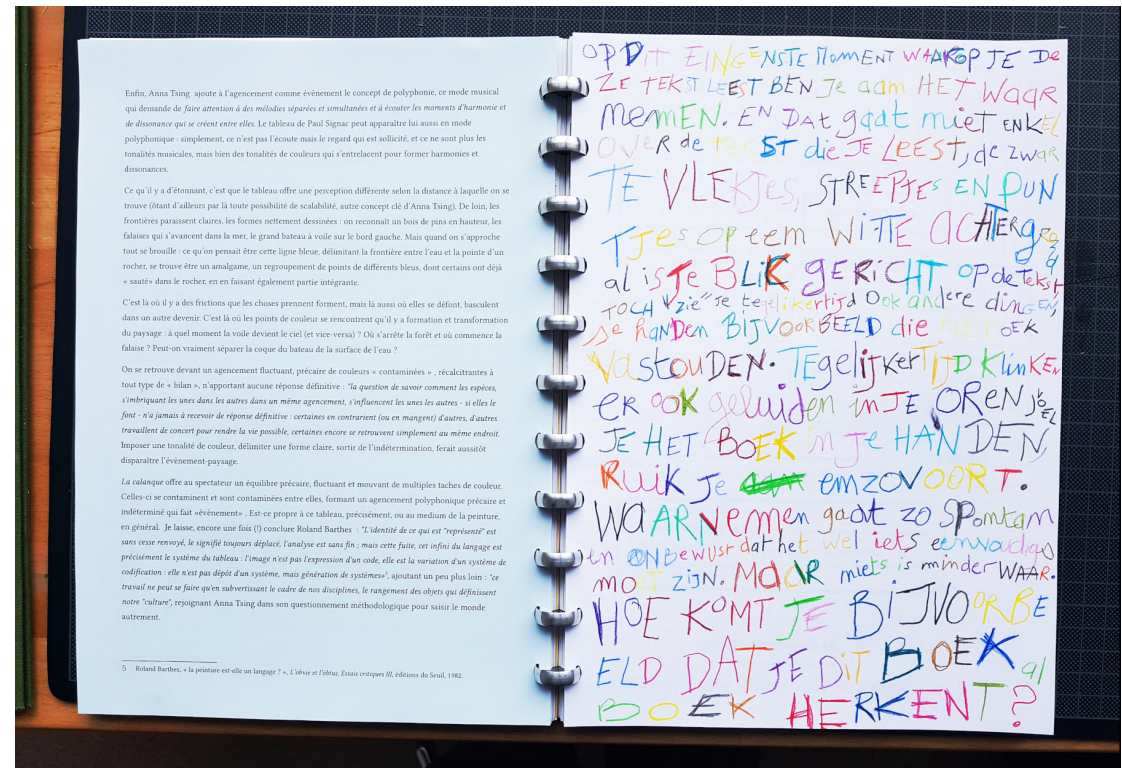 Enfin, Anna Tsing ajoute à l'agencement comme évènement le concept de polyphonie, ce mode musical
qui demande de faire attention à des mélodies séparées et simultanées et à écouter les moments d'harmonie et
de dissonance qui se créent entre elles. Le tableau de Paul Signac peut apparaître lui aussi en mode
polyphonique : simplement, ce n'est pas l'écoute mais le regard qui est sollicité, et ce ne sont plus les
tonalités musicales, mais bien des tonalités de couleurs qui s'entrelacent pour former harmonies et
dissonances.
Ce qu'il y a d'étonnant, c'est que le tableau offre une perception différente selon la distance à laquelle on se
trouve (ôtant d'ailleurs par là toute possibilité de scalabilité, autre concept clé d'Anna Tsing). De loin, les
frontières paraissent claires, les formes nettement dessinées : on reconnaît un bois de pins en hauteur, les
falaises qui s'avancent dans la mer, le grand bateau à voile sur le bord gauche. Mais quand on s'approche
tout se brouille : ce qu'on pensait être cette ligne bleue, délimitant la frontière entre l'eau et la pointe d'un
rocher, se trouve être un amalgame, un regroupement de points de différents bleus, dont certains ont déjà
« sauté» dans le rocher, en en faisant également partie intégrante.
C'est là où il y a des frictions que les choses prennent forment, mais là aussi où elles se défont, basculent
dans un autre devenir. C'est là où les points de couleur se rencontrent qu'il y a formation et transformation
du paysage : à quel moment la voile devient le ciel (et vice-versa) ? Où s'arrête la forêt et où commence la
falaise ? Peut-on vraiment séparer la coque du bateau de la surface de l'eau ?
On se retrouve devant un agencement fluctuant, précaire de couleurs « contaminées » , récalcitrantes à
tout type de « bilan », n'apportant aucune réponse définitive : "la question de savoir comment les espèces,
s'imbriquant les unes dans les autres dans un même agencement, s'influencent les unes les autres - si elles le
font - n'a jamais à recevoir de réponse définitive : certaines en contrarient (ou en mangent) d'autres, d'autres
travaillent de concert pour rendre la vie possible, certaines encore se retrouvent simplement au même endroit.
Imposer une tonalité de couleur, délimiter une forme claire, sortir de l'indétermination, ferait aussitôt
disparaître l'évènement-paysage.
La calanque offre au spectateur un équilibre précaire, fluctuant et mouvant de multiples taches de couleur.
Celles-ci se contaminent et sont contaminées entre elles, formant un agencement polyphonique précaire et
indéterminé qui fait «évènement» . Est-ce propre à ce tableau, précisément, ou au medium de la peinture,
en général. Je laisse, encore une fois (!) conclure Roland Barthes : "L'identité de ce qui est "représenté" est
sans cesse renvoyé, le signifié toujours déplacé, l'analyse est sans fin ; mais cette fuite, cet infini du langage est
précisément le système du tableau : l'image n'est pas l'expression d'un code, elle est la variation d'un système de
codification : elle n'est pas dépôt d'un système, mais génération de systèmes»⁵, ajoutant un peu plus loin : "ce
travail ne peut se faire qu'en subvertissant le cadre de nos disciplines, le rangement des objets qui définissent
notre "culture", rejoignant Anna Tsing dans son questionnement méthodologique pour saisir le monde
autrement.
5 Roland Barthes, « la peinture est-elle un langage ? », L'obvie et l'obtus, Essais critiques III, éditions du Seuil, 1982.
OP DiT EINGENSTE MomENT WAAROP JE De
ZE TEKST LEEST BEN Je aam HET Waar
memEN. EN DAt gaat miet ENKEL
OVER de TEKST die JE LEEST, de zwar
TE VLEKJES, STREEPJES EN PUN
TJes op eem WITTE ACHTERgro
al is Te BLIK gERICHT op de Tekst
TOCH "zie" je tegelikertijd Ook andere dingEN,
je handen BIJVOORBEELD die het BOEK
VastOUDEN. TEgelijkerTIJD KlinkEN
ER OOK geluiden in JE OREN
JE HET BOEK in je HANDEN,
Ruik Je emzovOORT.
WAARNemen gaat zo SPomtam
en ONBewust dat het wel iets eenvoudigs
moet ZIJN. MAAR miets is minder WAAR.
HOE KOMT JE BIJVOORBE
ELD DAT JE DIT BOEK al
BOEK HERKENT?